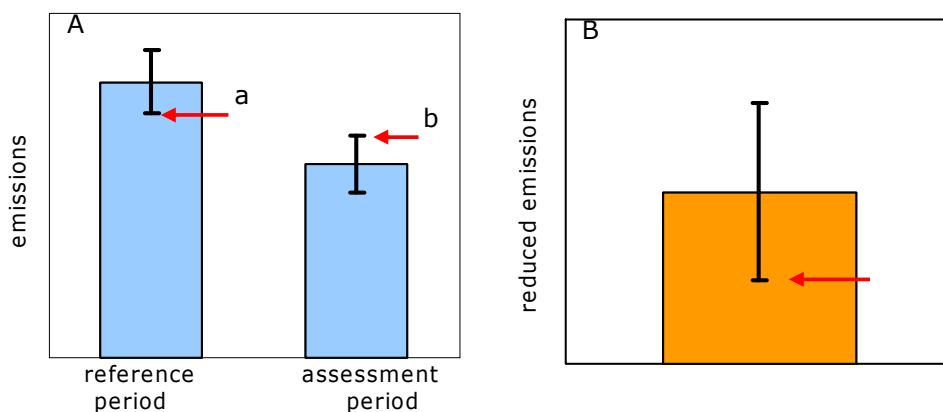 A
a
b
emissions
reference
period
assessment
period
B
reduced emissions